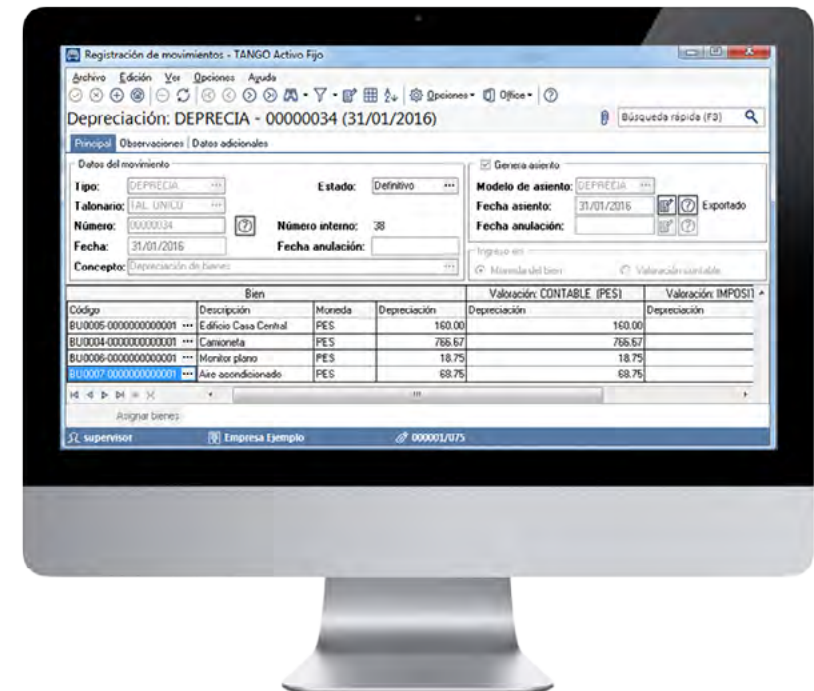 Registración de movimientos - TANGO Activo Fijo
Archivo Edición Ver Opciones Ayuda
Opciones Office
Depreciación: DEPRECIA - 00000034 (31/01/2016) Búsqueda rápida (F3)
Principal Observaciones Datos adicionales
Datos del movimiento Genera asiento
Tipo: DEPRECIA Estado: Definitivo Modelo de asiento: DEPRECIA
Talonario: TAL. UNICO Fecha asiento: 31/01/2016 Exportado
Número: 00000034 Número interno: 38 Fecha anulación:
Fecha: 31/01/2016 Fecha anulación: Ingreso en
Concepto: Depreciación de bienes Moneda del bien Valuación contable
Bien Valoración: CONTABLE (PES) Valoración: IMPOSIT
Código Descripción Moneda Depreciación Depreciación Depreciación
BU0005-0000000000001 Edificio Casa Central PES 160.00 160.00
BU0004-0000000000001 Camioneta PES 766.67 766.67
BU0006-0000000000001 Monitor plano PES 18.75 18.75
BU0007-0000000000001 Aire acondicionado PES 68.75 68.75
Asignar bienes
supervisor Empresa Ejemplo 000001/075